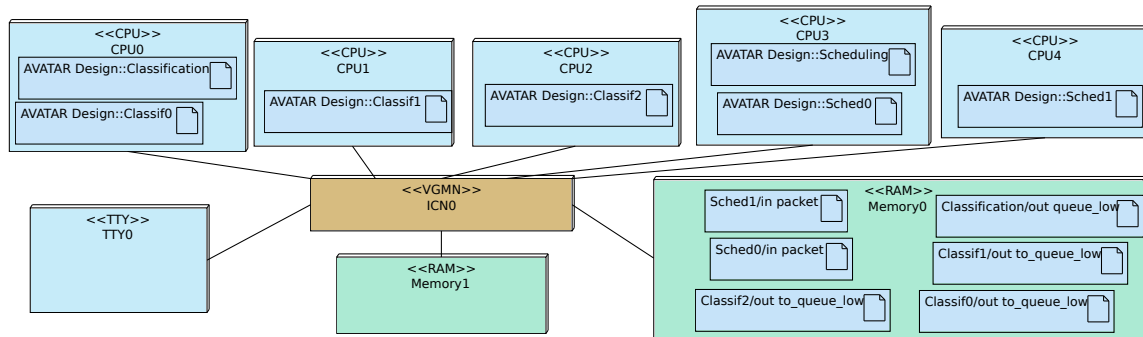 <<CPU>>
CPU0
AVATAR Design::Classification
AVATAR Design::Classif0
<<CPU>>
CPU1
AVATAR Design::Classif1
<<CPU>>
CPU2
AVATAR Design::Classif2
<<CPU>>
CPU3
AVATAR Design::Scheduling
AVATAR Design::Sched0
<<CPU>>
CPU4
AVATAR Design::Sched1
<<VGMN>>
ICN0
<<TTY>>
TTY0
<<RAM>>
Memory1
<<RAM>>
Memory0
Sched1/in packet
Classification/out queue_low
Sched0/in packet
Classif1/out to_queue_low
Classif2/out to_queue_low
Classif0/out to_queue_low